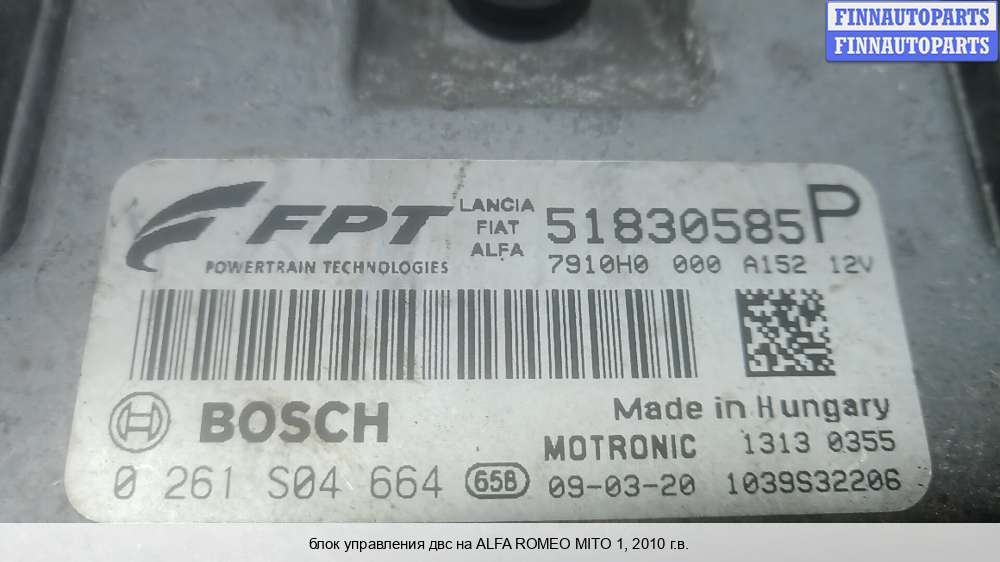 FINNAUTOPARTS
FINNAUTOPARTS
FPT
POWERTRAIN TECHNOLOGIES
LANCIA
FIAT
ALFA
51830585P
7910H0 000 A152 12V
BOSCH
Made in Hungary
MOTRONIC 1313 0355
0 261 S04 664 65B 09-03-20 1039S32206
блок управления двс на ALFA ROMEO MITO 1, 2010 г.в.